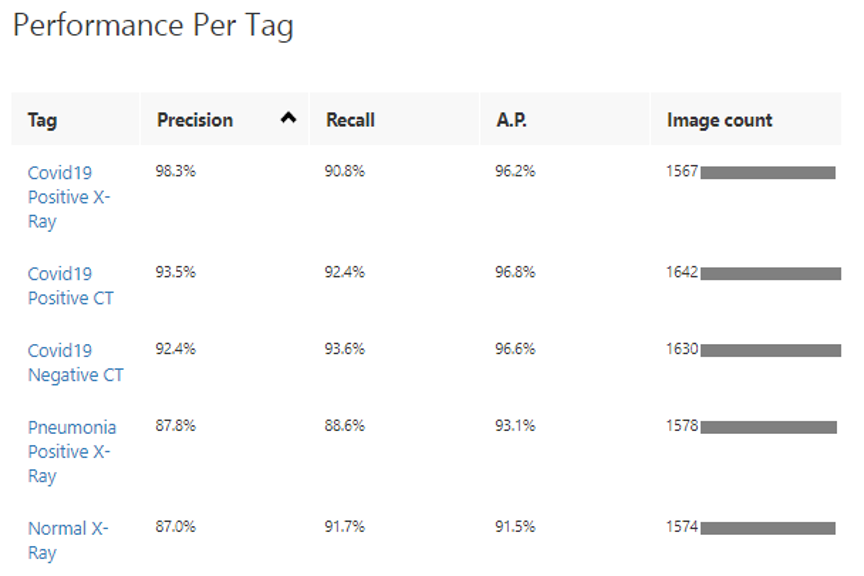 Performance Per Tag
Tag Precision Recall A.P. Image count
Covid19 98.3% 90.8% 96.2% 1567
Positive X-
Ray
Covid19 93.5% 92.4% 96.8% 1642
Positive CT
Covid19 92.4% 93.6% 96.6% 1630
Negative CT
Pneumonia 87.8% 88.6% 93.1% 1578
Positive X-
Ray
Normal X- 87.0% 91.7% 91.5% 1574
Ray